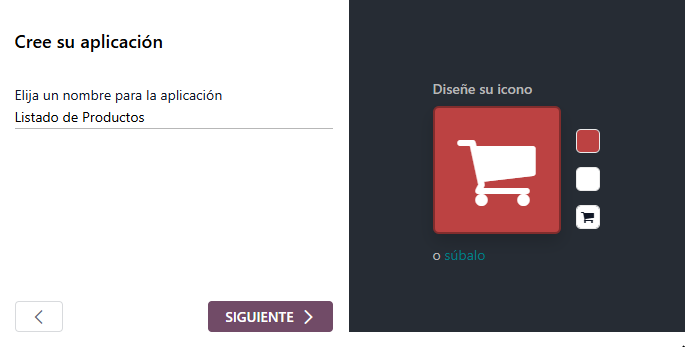 Cree su aplicación
Elija un nombre para la aplicación
Listado de Productos
SIGUIENTE
Diseñe su icono
o súbalo